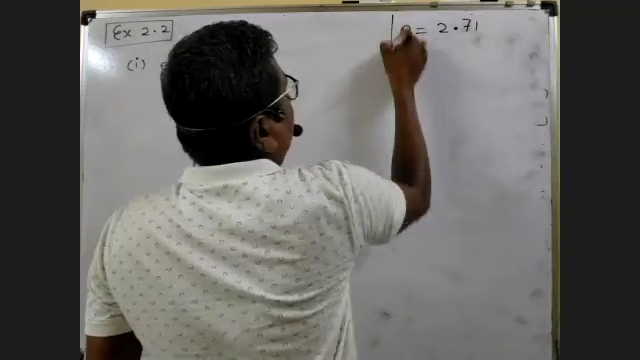 Ex 2.2
(i)
= 2.71